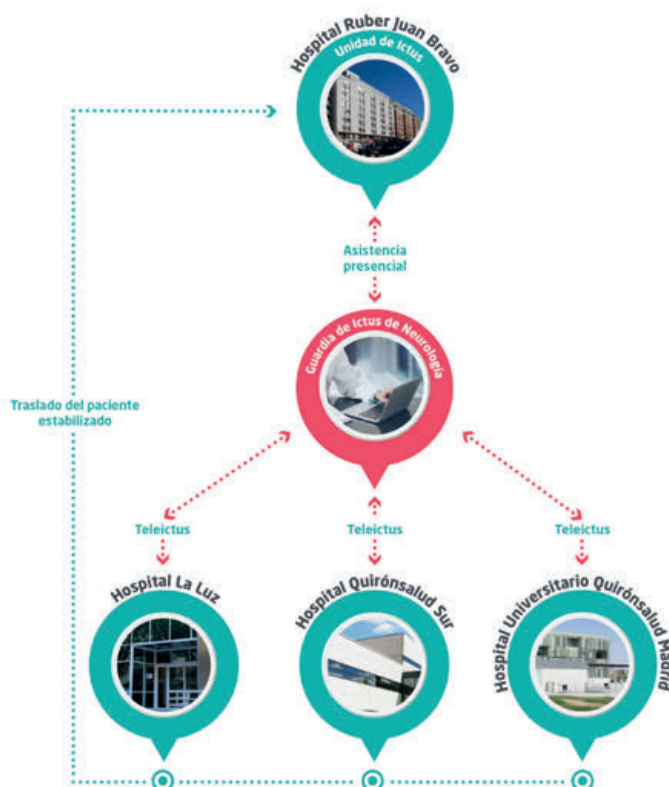 Hospital Ruber Juan Bravo
Unidad de Ictus
Asistencia
presencial
Guardia de Ictus de Neurología
Traslado del paciente
estabilizado
Teleictus
Teleictus
Teleictus
Hospital La Luz
Hospital Quirónsalud Sur
Hospital Universitario Quirónsalud Madrid